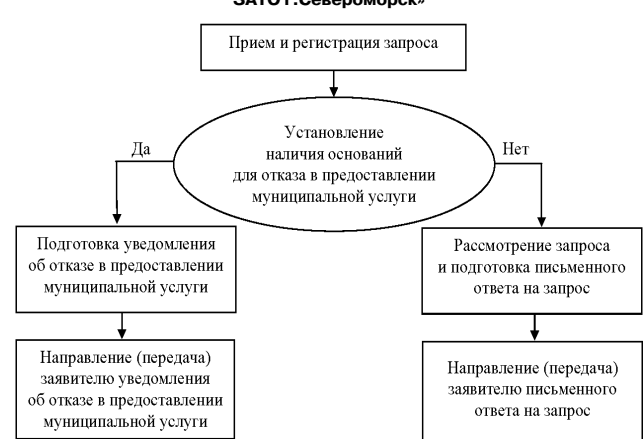 ЗАТО г.Североморск»
Прием и регистрация запроса
Установление
наличия оснований
для отказа в предоставлении
муниципальной услуги
Да
Нет
Подготовка уведомления
об отказе в предоставлении
муниципальной услуги
Рассмотрение запроса
и подготовка письменного
ответа на запрос
Направление (передача)
заявителю уведомления
об отказе в предоставлении
муниципальной услуги
Направление (передача)
заявителю письменного
ответа на запрос